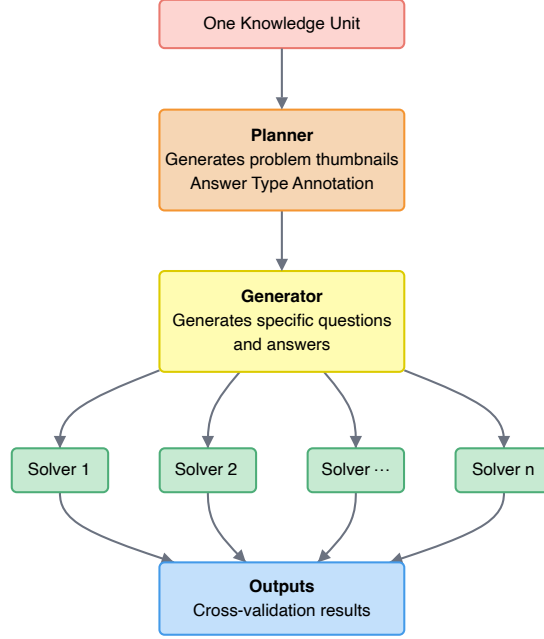 One Knowledge Unit
Planner
Generates problem thumbnails
Answer Type Annotation
Generator
Generates specific questions
and answers
Solver 1
Solver 2
Solver ⋯
Solver n
Outputs
Cross-validation results